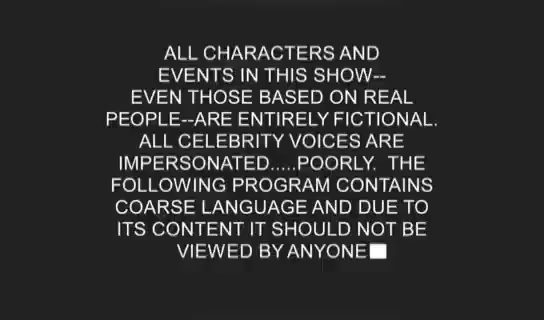 ALL CHARACTERS AND
EVENTS IN THIS SHOW--
EVEN THOSE BASED ON REAL
PEOPLE--ARE ENTIRELY FICTIONAL.
ALL CELEBRITY VOICES ARE
IMPERSONATED.....POORLY. THE
FOLLOWING PROGRAM CONTAINS
COARSE LANGUAGE AND DUE TO
ITS CONTENT IT SHOULD NOT BE
VIEWED BY ANYONE